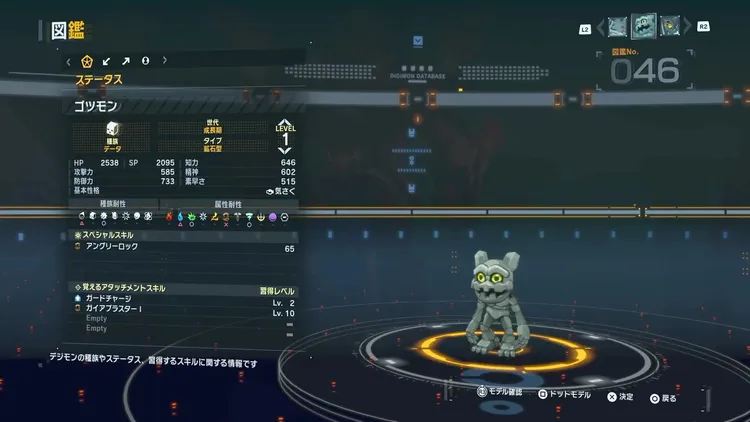 図鑑
L2
R2
図鑑No.
046
DIGIMON DATABASE
ステータス
ゴツモン
種族
データ
世代
成長期
タイプ
鉱石型
LEVEL
1
HP 2538 SP 2095 知力 646
攻撃力 585 精神 602
防御力 733 素早さ 515
基本性格 気さく
種族耐性 属性耐性
スペシャルスキル
アングリーロック 65
覚えるアタッチメントスキル 習得レベル
ガードチャージ Lv. 2
ガイアブラスターⅠ Lv. 10
Empty
Empty
デジモンの種族やステータス、習得するスキルに関する情報です
R3 モデル確認 ドットモデル 決定 戻る